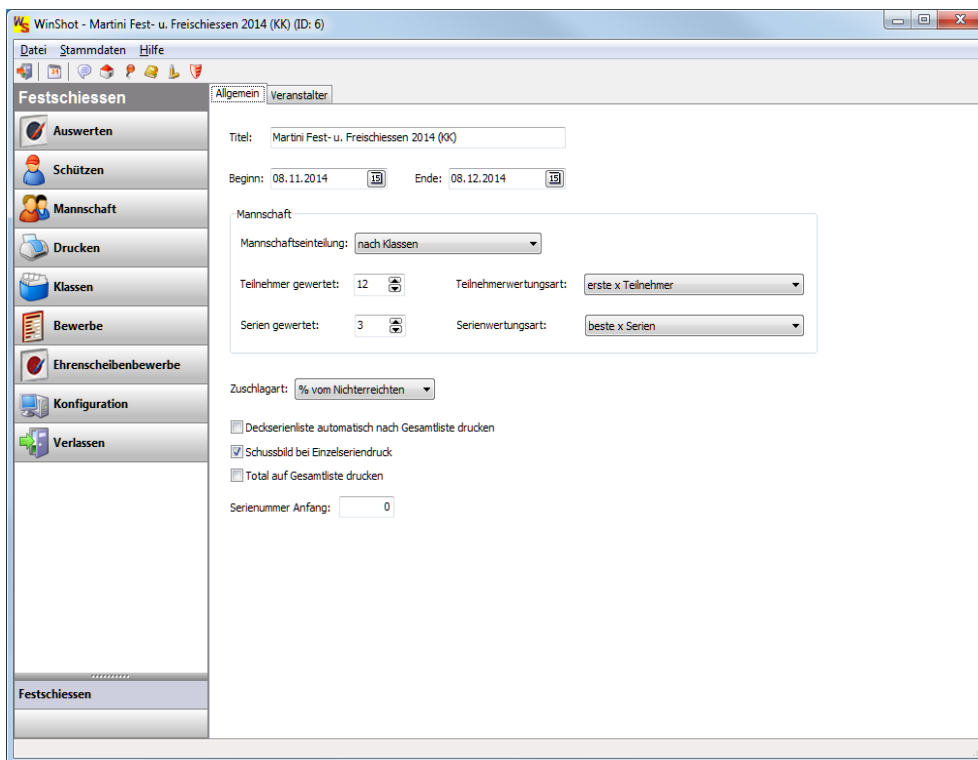 WinShot - Martini Fest- u. Freischiessen 2014 (KK) (ID: 6)
Datei Stammdaten Hilfe
Festschiessen
Auswerten
Schützen
Mannschaft
Drucken
Klassen
Bewerbe
Ehrenscheibenbewerbe
Konfiguration
Verlassen
Festschiessen
Allgemein Veranstalter
Titel: Martini Fest- u. Freischiessen 2014 (KK)
Beginn: 08.11.2014 15 Ende: 08.12.2014 15
Mannschaft
Mannschaftseinteilung: nach Klassen
Teilnehmer gewertet: 12 Teilnehmerwertungsart: erste x Teilnehmer
Serien gewertet: 3 Serienwertungsart: beste x Serien
Zuschlagart: % vom Nichterreichten
Deckserienliste automatisch nach Gesamtliste drucken
Schussbild bei Einzelseriendruck
Total auf Gesamtliste drucken
Serienummer Anfang: 0